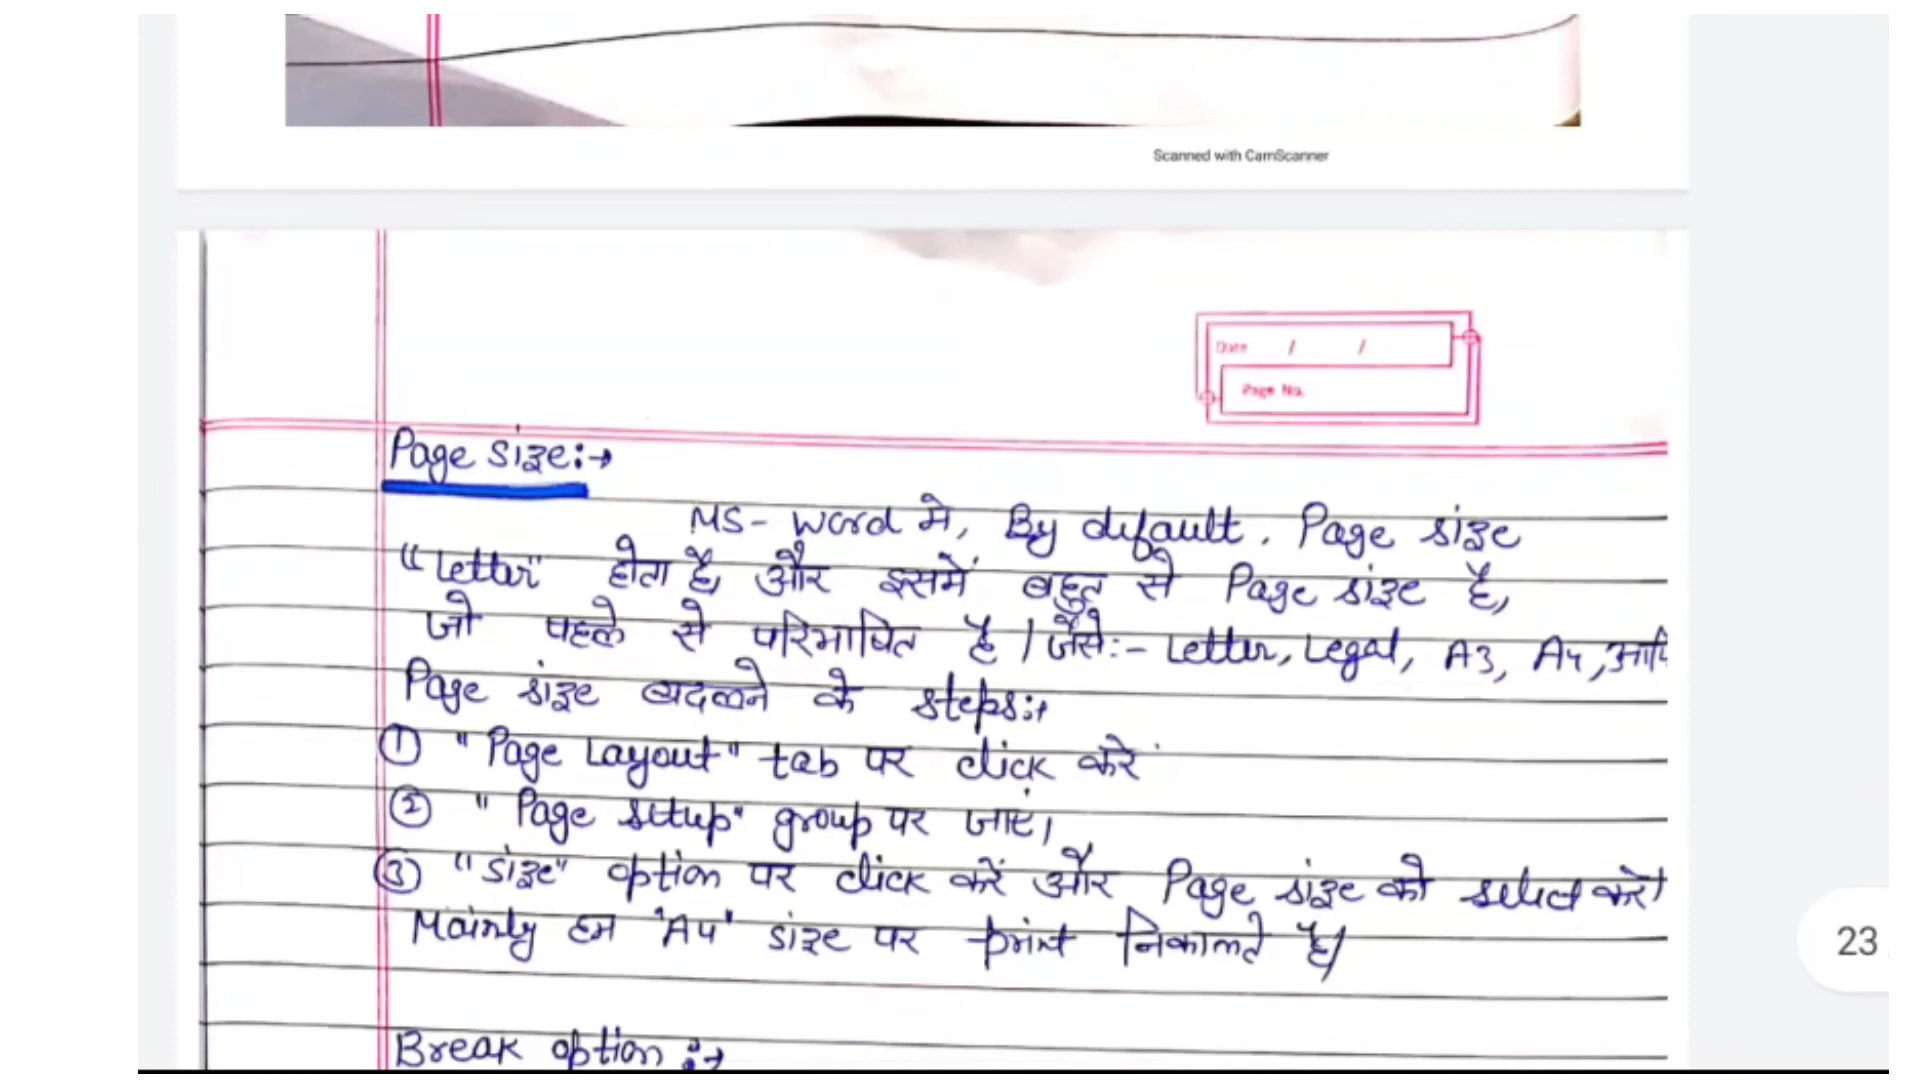 Scanned with CamScanner
Date / /
Page No.
Page size:→
MS- Word मे, By default, Page size
"Letter" होता है, और इसमें बहुत से Page size है,
जो पहले से परिभाषित है। जैसे:- Letter, Legal, A3, A4,
Page size बदलने के steps:→
① "Page Layout" tab पर click करे
② "Page setup" group पर जाएं।
③ "size" option पर click करें और Page size को select करें।
Mainly हम 'A4' size पर print निकालते है।
Break option :→
23